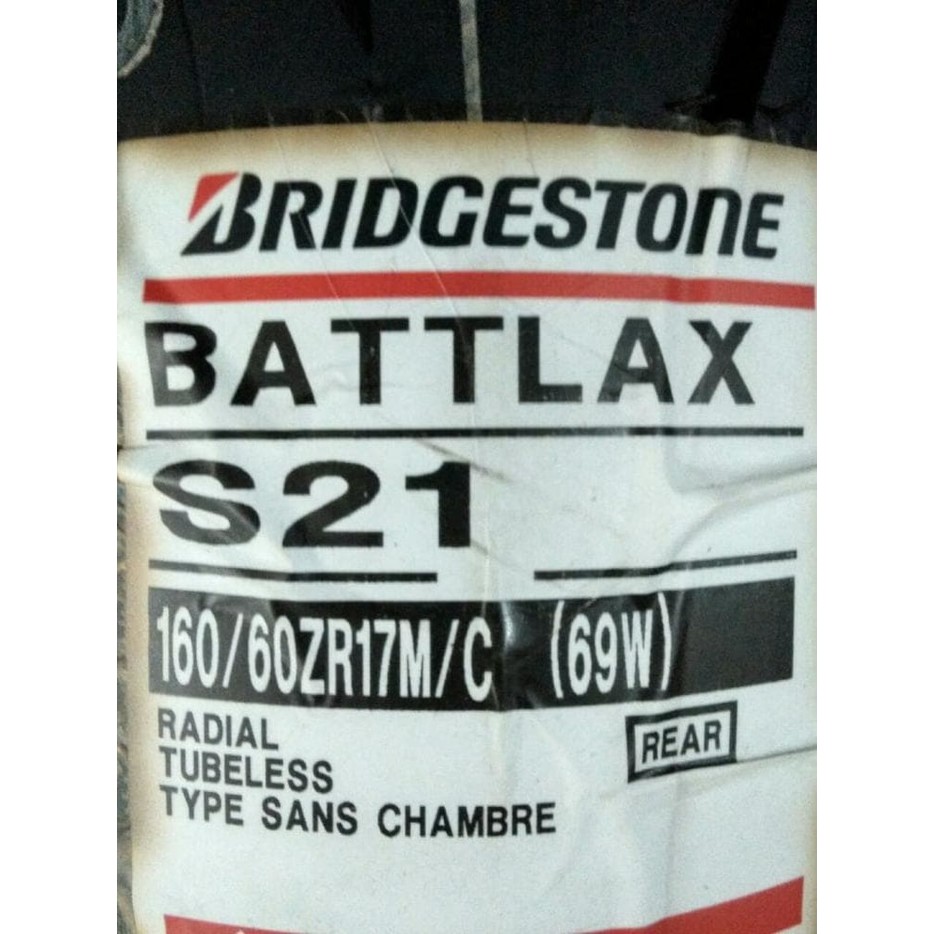 BRIDGESTONE
BATTLAX
S21
160/60ZR17M/C (69W)
RADIAL
TUBELESS
TYPE SANS CHAMBRE
REAR